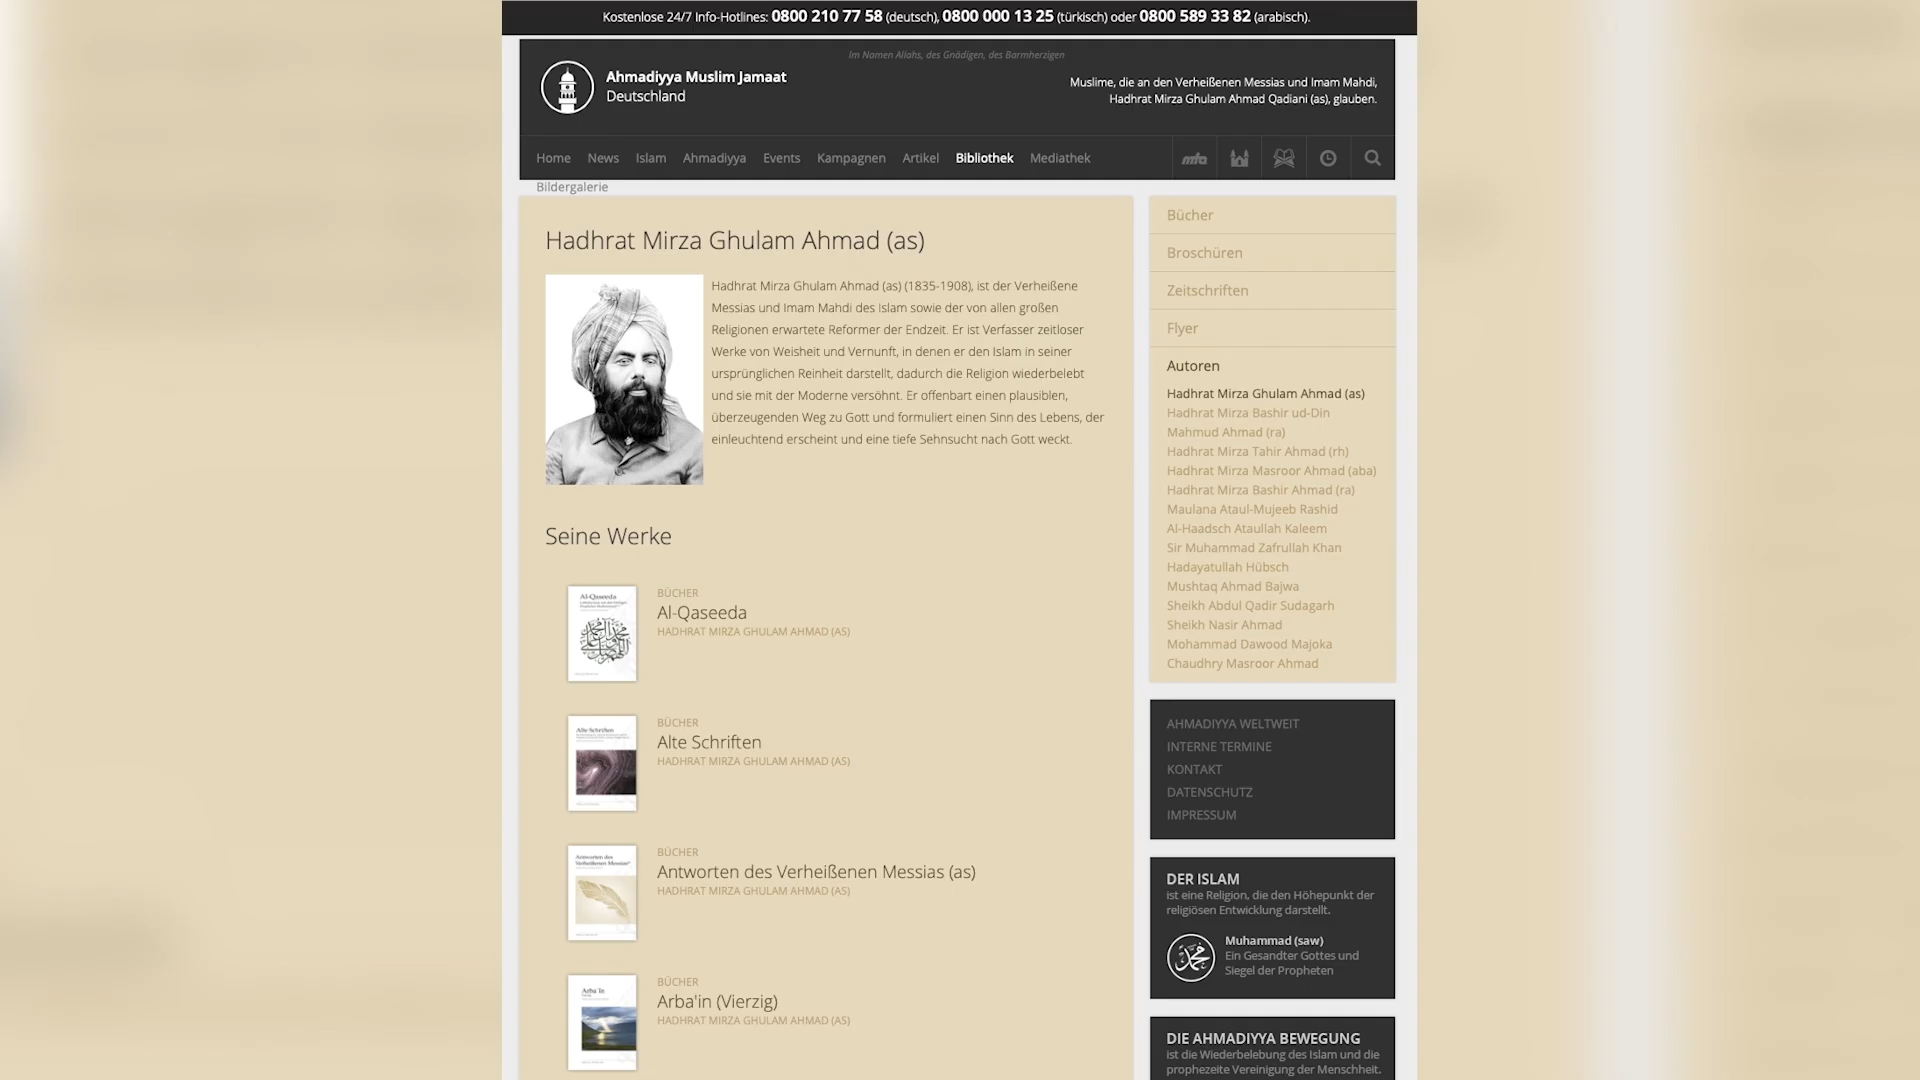 Kostenlose 24/7 Info-Hotlines: 0800 210 77 58 (deutsch), 0800 000 13 25 (türkisch) oder 0800 589 33 82 (arabisch).
Im Namen Allahs, des Gnädigen, des Barmherzigen
Ahmadiyya Muslim Jamaat
Deutschland
Muslime, die an den Verheißenen Messias und Imam Mahdi,
Hadhrat Mirza Ghulam Ahmad Qadiani (as), glauben.
Home News Islam Ahmadiyya Events Kampagnen Artikel Bibliothek Mediathek mta
Bildergalerie
Hadhrat Mirza Ghulam Ahmad (as)
Hadhrat Mirza Ghulam Ahmad (as) (1835-1908), ist der Verheißene
Messias und Imam Mahdi des Islam sowie der von allen großen
Religionen erwartete Reformer der Endzeit. Er ist Verfasser zeitloser
Werke von Weisheit und Vernunft, in denen er den Islam in seiner
ursprünglichen Reinheit darstellt, dadurch die Religion wiederbelebt
und sie mit der Moderne versöhnt. Er offenbart einen plausiblen,
überzeugenden Weg zu Gott und formuliert einen Sinn des Lebens, der
einleuchtend erscheint und eine tiefe Sehnsucht nach Gott weckt.
Seine Werke
Al-Qaseeda
BÜCHER
Al-Qaseeda
HADHRAT MIRZA GHULAM AHMAD (AS)
Alte Schriften
BÜCHER
Alte Schriften
HADHRAT MIRZA GHULAM AHMAD (AS)
Antworten des
Verheißenen Messias
BÜCHER
Antworten des Verheißenen Messias (as)
HADHRAT MIRZA GHULAM AHMAD (AS)
Arba'in
BÜCHER
Arba'in (Vierzig)
HADHRAT MIRZA GHULAM AHMAD (AS)
Bücher
Broschüren
Zeitschriften
Flyer
Autoren
Hadhrat Mirza Ghulam Ahmad (as)
Hadhrat Mirza Bashir ud-Din
Mahmud Ahmad (ra)
Hadhrat Mirza Tahir Ahmad (rh)
Hadhrat Mirza Masroor Ahmad (aba)
Hadhrat Mirza Bashir Ahmad (ra)
Maulana Ataul-Mujeeb Rashid
Al-Haadsch Ataullah Kaleem
Sir Muhammad Zafrullah Khan
Hadayatullah Hübsch
Mushtaq Ahmad Bajwa
Sheikh Abdul Qadir Sudagarh
Sheikh Nasir Ahmad
Mohammad Dawood Majoka
Chaudhry Masroor Ahmad
AHMADIYYA WELTWEIT
INTERNE TERMINE
KONTAKT
DATENSCHUTZ
IMPRESSUM
DER ISLAM
ist eine Religion, die den Höhepunkt der
religiösen Entwicklung darstellt.
محمد
Muhammad (saw)
Ein Gesandter Gottes und
Siegel der Propheten
DIE AHMADIYYA BEWEGUNG
ist die Wiederbelebung des Islam und die
prophezeite Vereinigung der Menschheit.